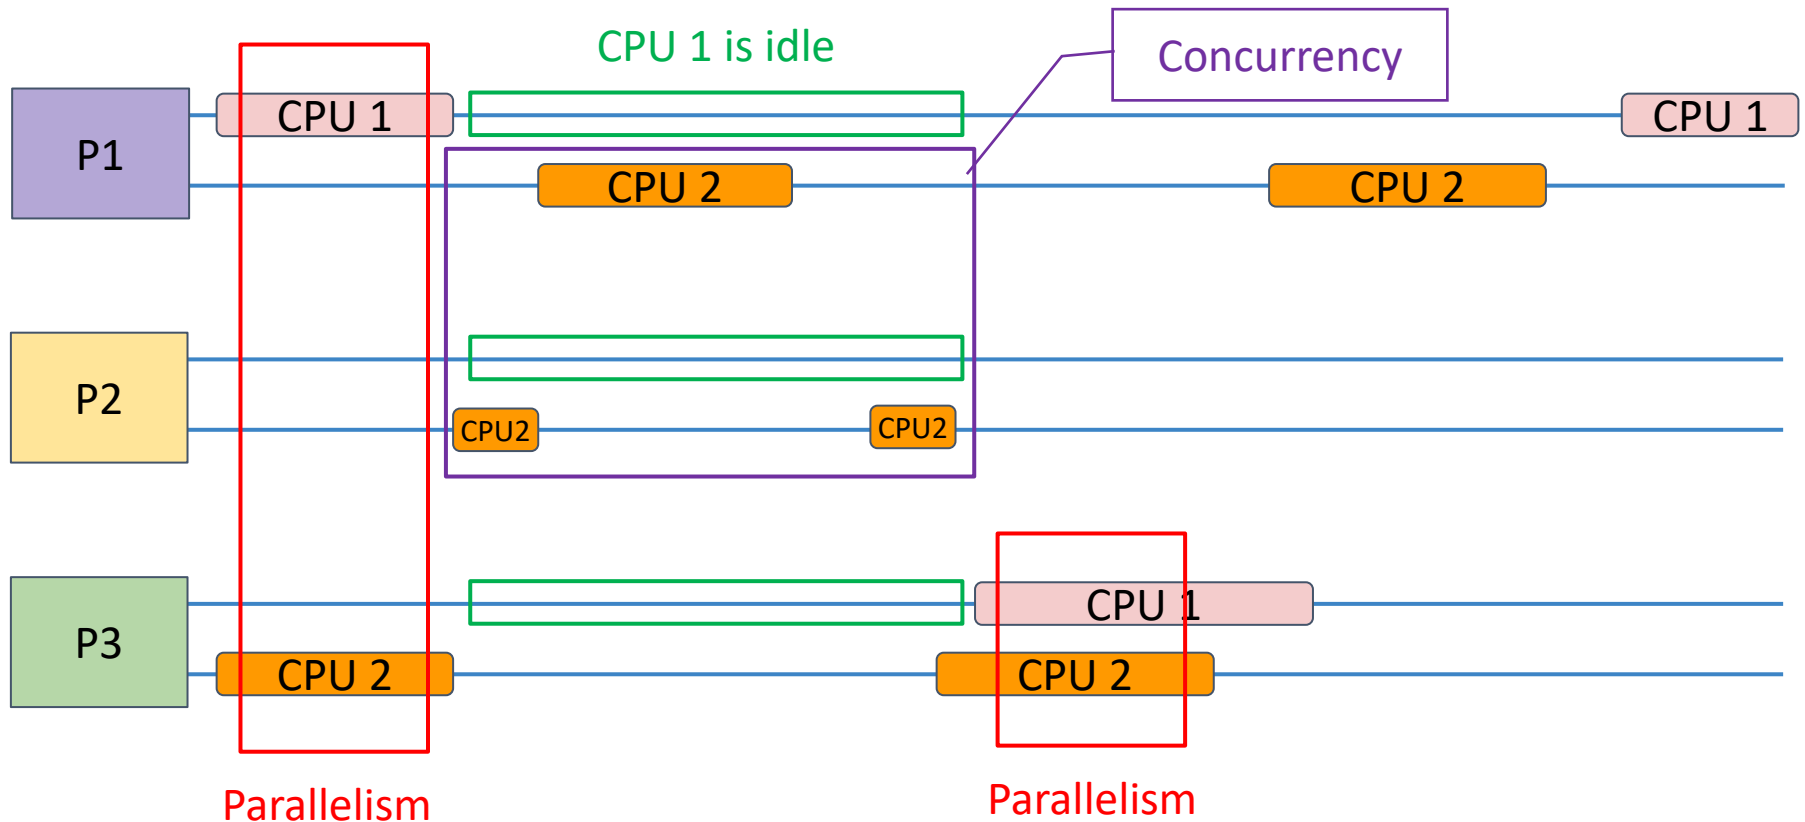 CPU 1 is idle
Concurrency
P1
CPU 1
CPU 1
CPU 2
CPU 2
P2
CPU2
CPU2
P3
CPU 1
CPU 2
CPU 2
Parallelism
Parallelism